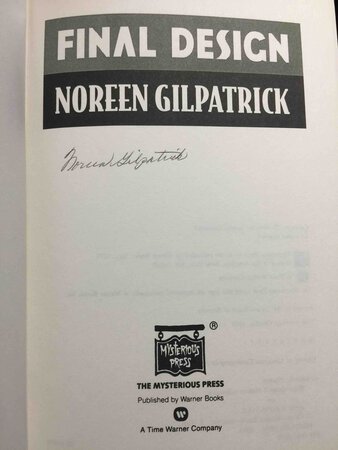 FINAL DESIGN
NOREEN GILPATRICK
Noreen Gilpatrick
MYSTERIOUS
PRESS
®
THE MYSTERIOUS PRESS
Published by Warner Books
W
A Time Warner Company